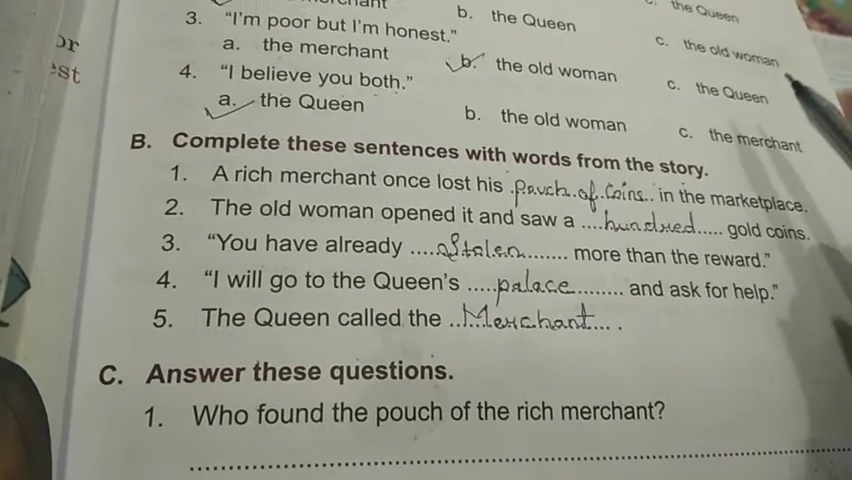 b. the Queen
the Queen
3. "I'm poor but I'm honest."
a. the merchant b. the old woman c. the old woman
4. "I believe you both."
c. the Queen
a. the Queen b. the old woman c. the merchant
B. Complete these sentences with words from the story.
1. A rich merchant once lost his pouch of Coins in the marketplace.
2. The old woman opened it and saw a ....hundred..... gold coins.
3. "You have already ....Stolen........ more than the reward."
4. "I will go to the Queen's .....palace......... and ask for help."
5. The Queen called the ..Merchant... .
C. Answer these questions.
1. Who found the pouch of the rich merchant?